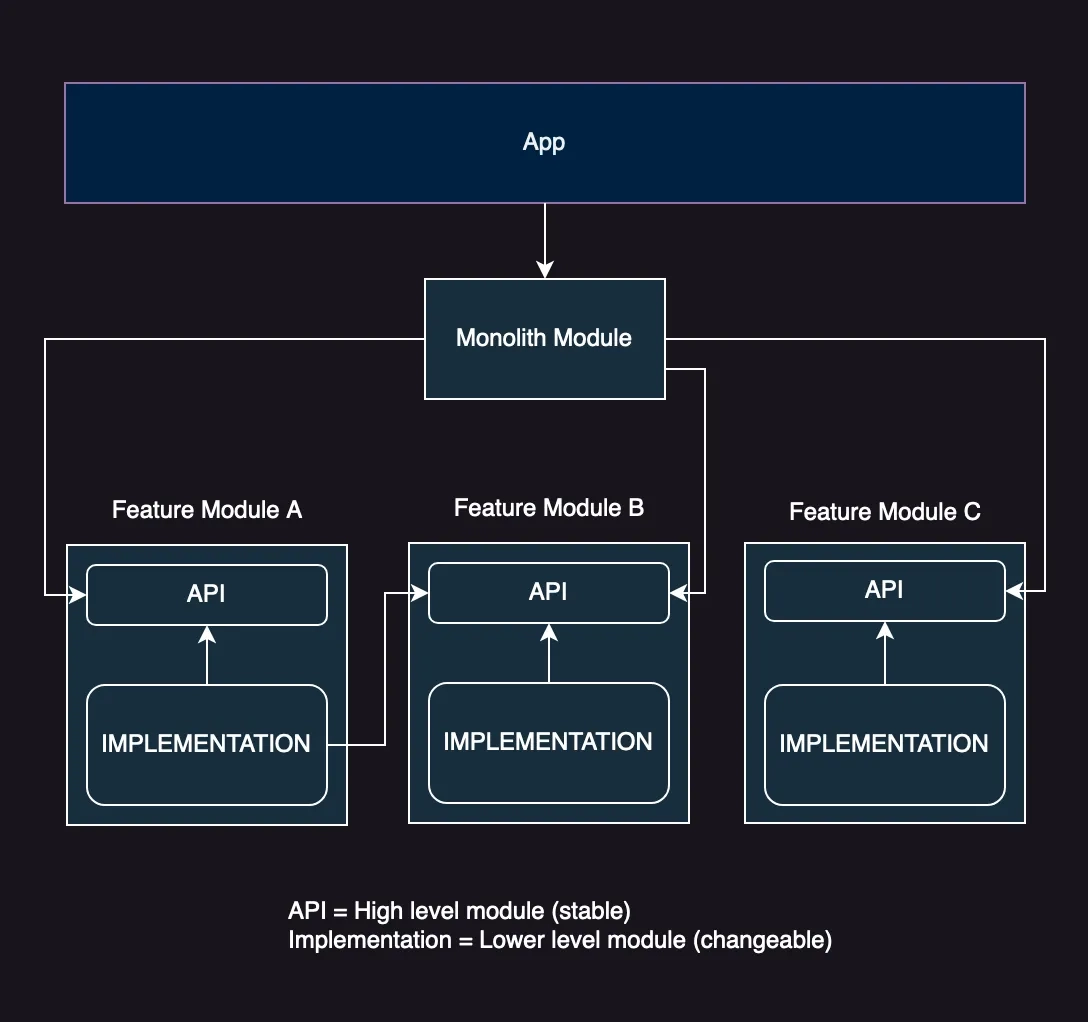 App
Monolith Module
Feature Module A
Feature Module B
Feature Module C
API
API
API
IMPLEMENTATION
IMPLEMENTATION
IMPLEMENTATION
API = High level module (stable)
Implementation = Lower level module (changeable)